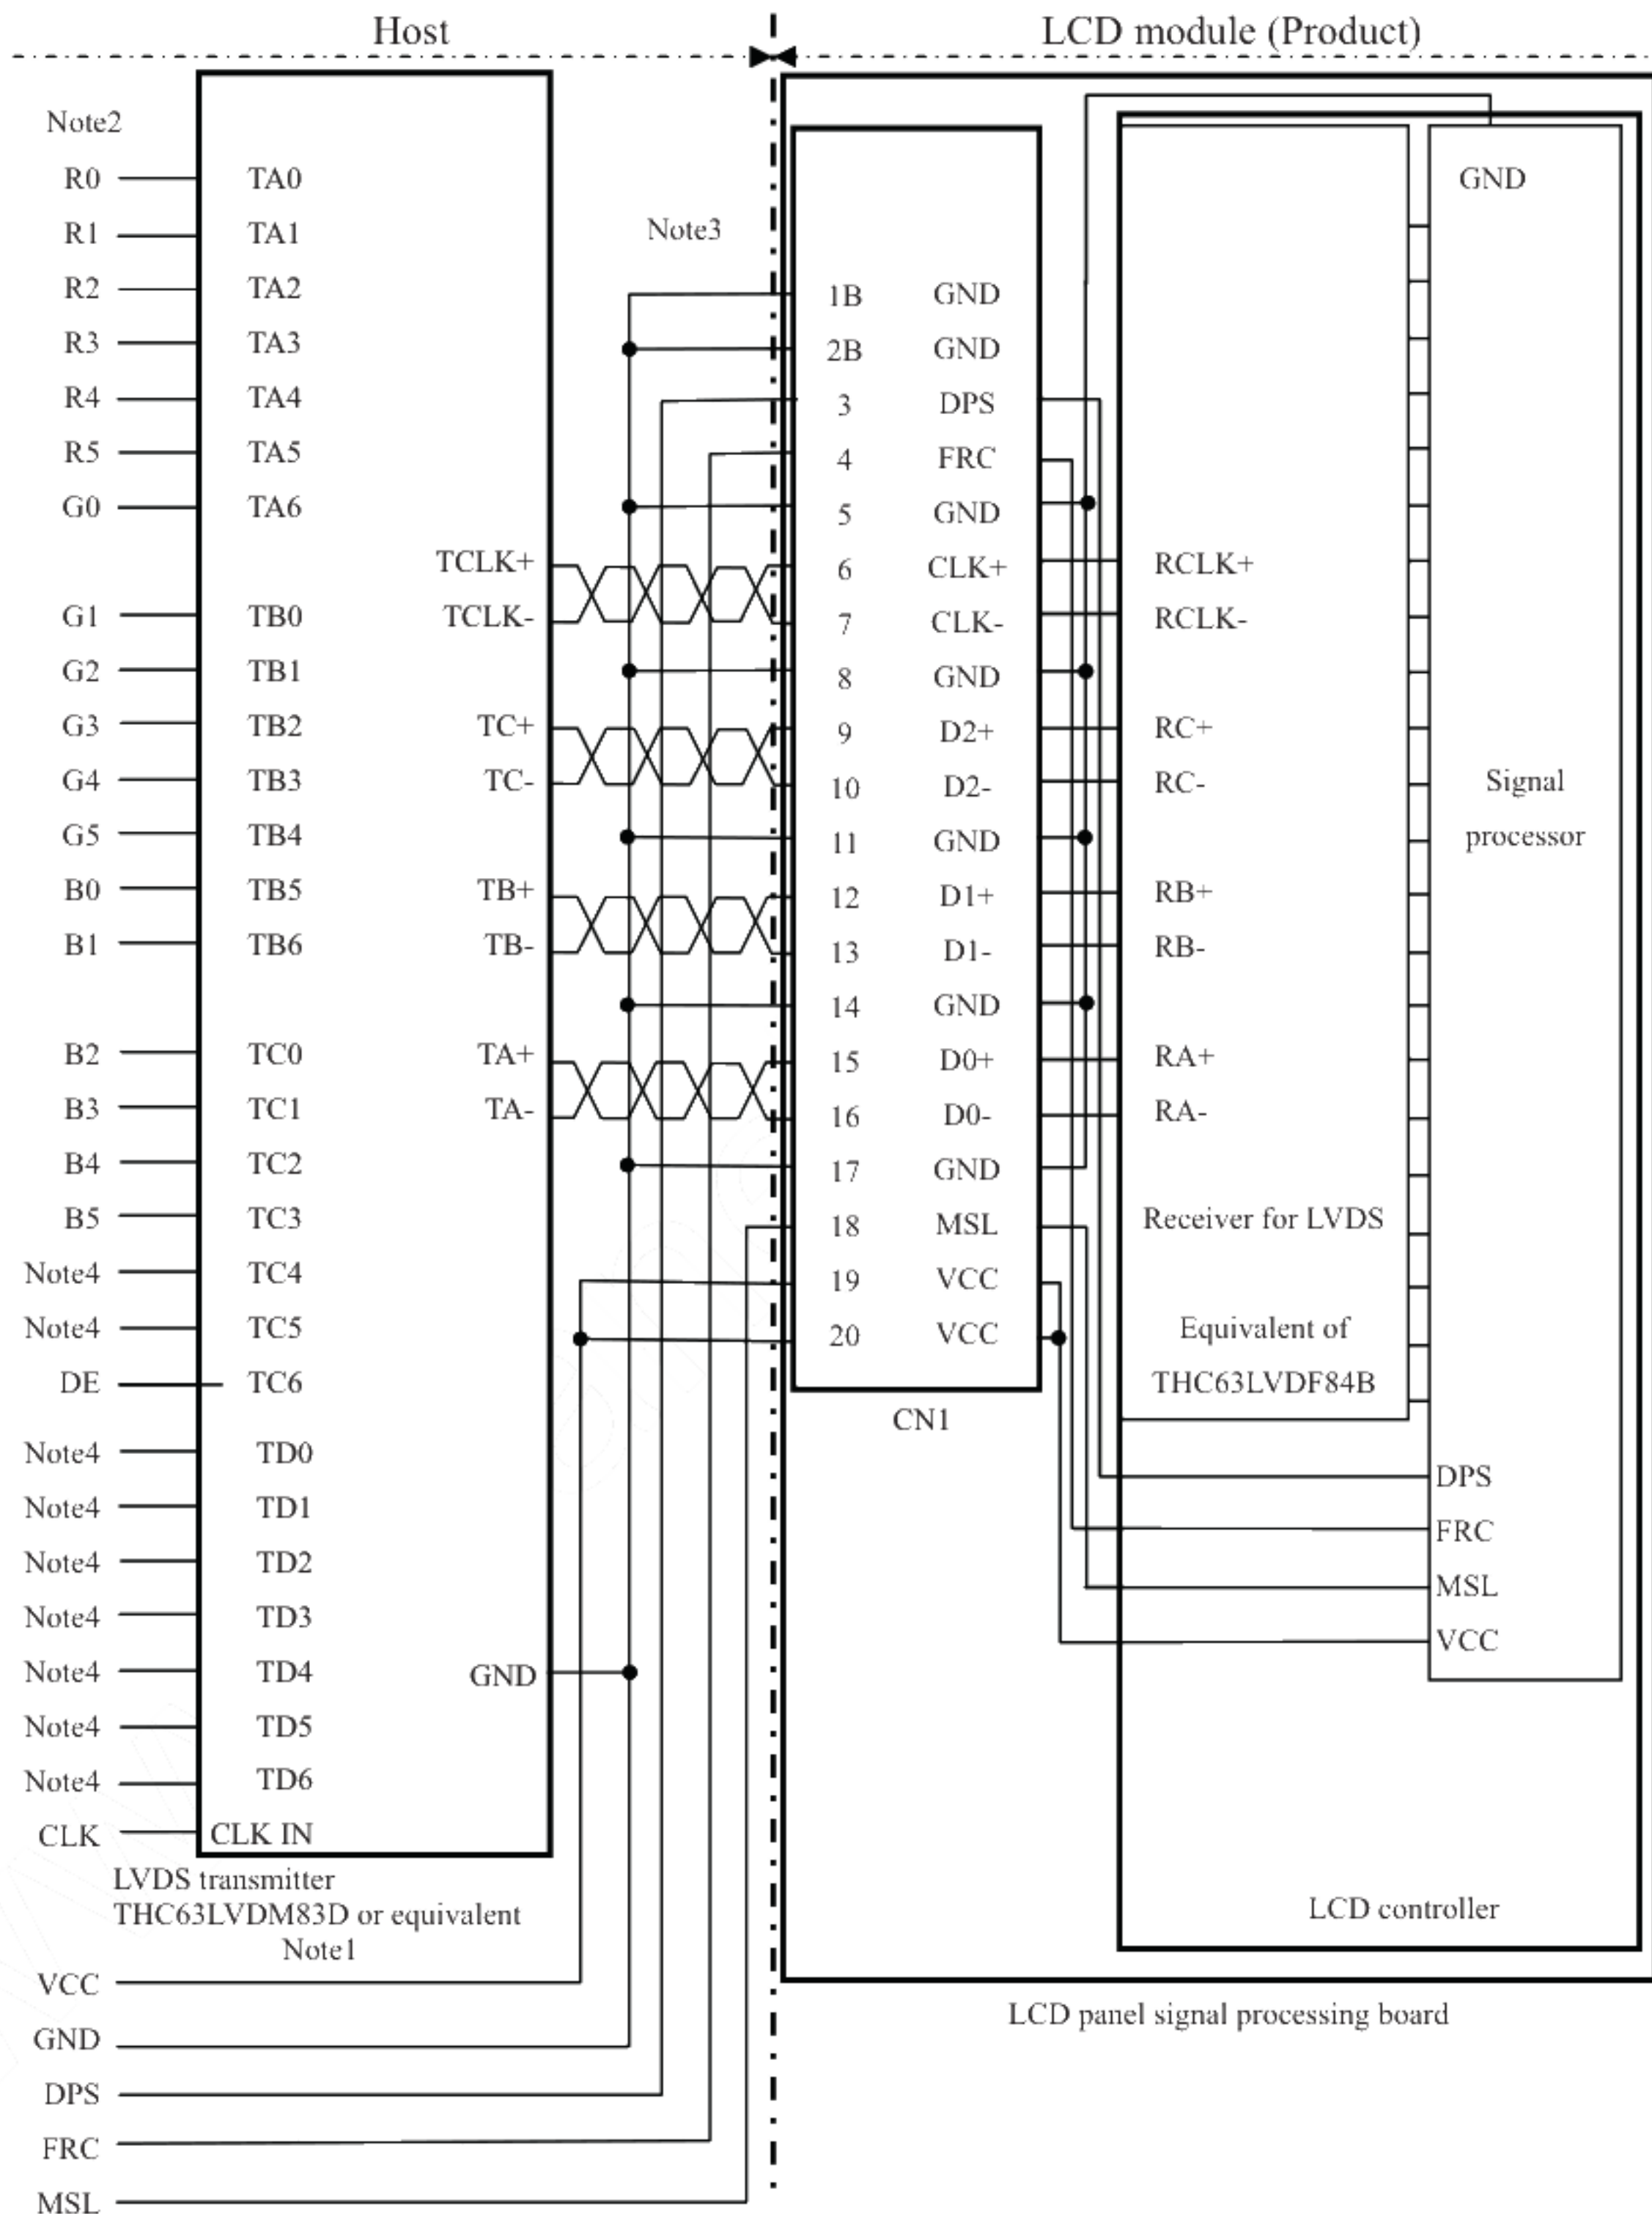 Host
LCD module (Product)
Note2
R0 TA0
R1 TA1
R2 TA2
R3 TA3
R4 TA4
R5 TA5
G0 TA6
G1 TB0
G2 TB1
G3 TB2
G4 TB3
G5 TB4
B0 TB5
B1 TB6
B2 TC0
B3 TC1
B4 TC2
B5 TC3
Note4 TC4
Note4 TC5
DE TC6
Note4 TD0
Note4 TD1
Note4 TD2
Note4 TD3
Note4 TD4
Note4 TD5
Note4 TD6
CLK CLK IN
TCLK+
TCLK-
TC+
TC-
TB+
TB-
TA+
TA-
GND
LVDS transmitter
THC63LVDM83D or equivalent
Note1
VCC
GND
DPS
FRC
MSL
Note3
1B GND
2B GND
3 DPS
4 FRC
5 GND
6 CLK+
7 CLK-
8 GND
9 D2+
10 D2-
11 GND
12 D1+
13 D1-
14 GND
15 D0+
16 D0-
17 GND
18 MSL
19 VCC
20 VCC
CN1
RCLK+
RCLK-
RC+
RC-
RB+
RB-
RA+
RA-
Receiver for LVDS
Equivalent of
THC63LVDF84B
GND
Signal
processor
DPS
FRC
MSL
VCC
LCD controller
LCD panel signal processing board